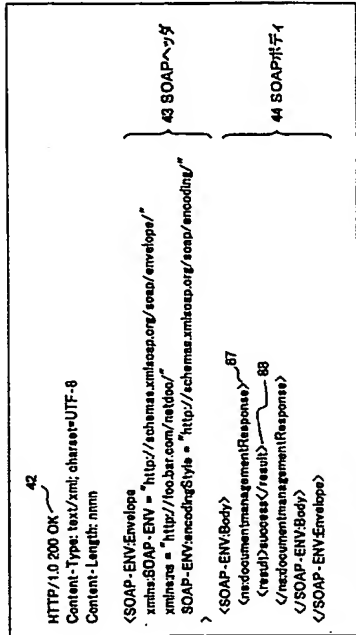 42
HTTP/1.0 200 OK
Content-Type: text/xml; charset=UTF-8
Content-Length: nnnn
<SOAP-ENV:Envelope
xmlns:SOAP-ENV = "http://schemas.xmlsoap.org/soap/envelope/"
xmlns:ns = "http://foo.bar.com/netdoo/"
SOAP-ENV:encodingStyle = "http://schemas.xmlsoap.org/soap/encoding/"
>
43 SOAPヘッダ
<SOAP-ENV:Body>
<ns:documentmanagementResponse> 67
<result>success</result> 68
</ns:documentmanagementResponse>
</SOAP-ENV:Body>
</SOAP-ENV:Envelope>
44 SOAPボディ